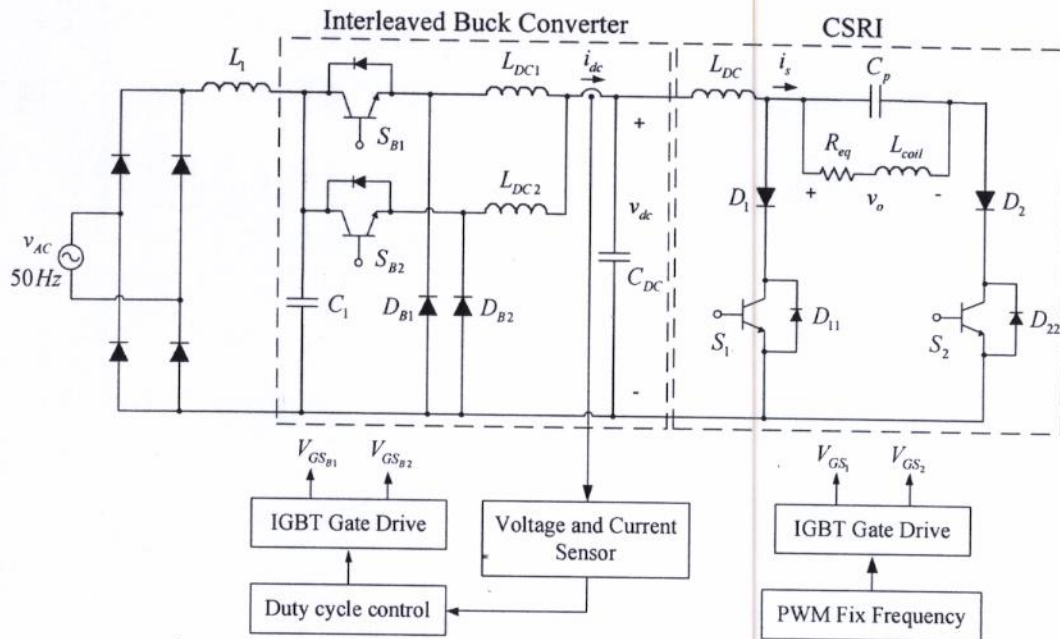 Interleaved Buck Converter
CSRI
L1
LDC1
idc
LDC
is
Cp
SB1
Req
Lcoil
+
LDC2
+
vo
-
D1
D2
vdc
vAC
50Hz
SB2
CDC
C1
DB1
DB2
D11
D22
S1
S2
-
VGSB1
VGSB2
VGS1
VGS2
IGBT Gate Drive
Voltage and Current
Sensor
IGBT Gate Drive
Duty cycle control
PWM Fix Frequency